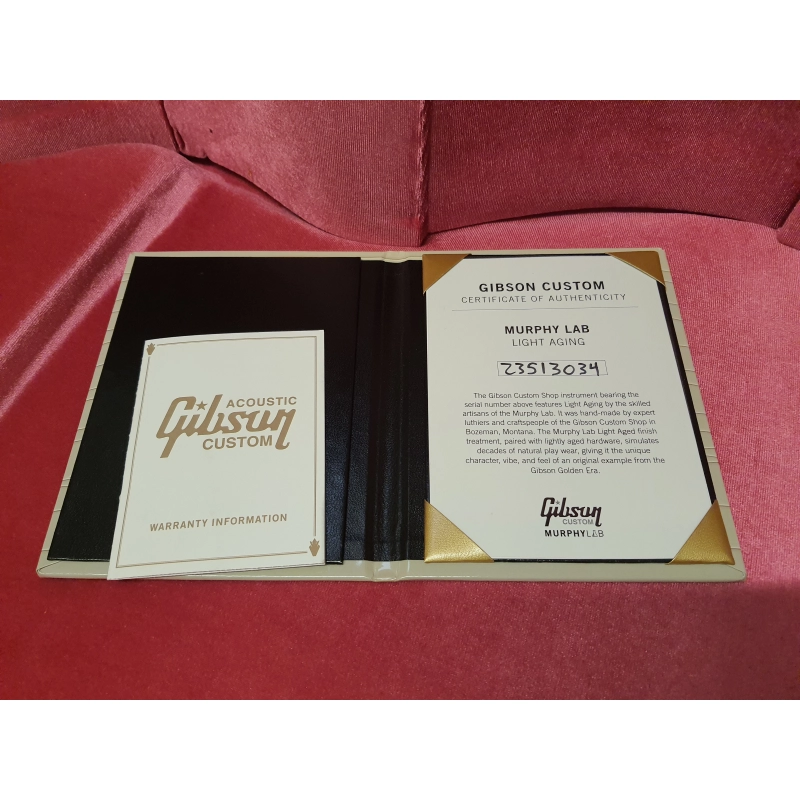 ACOUSTIC
Gibson
CUSTOM
WARRANTY INFORMATION
GIBSON CUSTOM
CERTIFICATE OF AUTHENTICITY
MURPHY LAB
LIGHT AGING
23513034
The Gibson Custom Shop instrument bearing the
serial number above features Light Aging by the skilled
artisans of the Murphy Lab. It was hand-made by expert
luthiers and craftspeople of the Gibson Custom Shop in
Bozeman, Montana. The Murphy Lab Light Aged finish
treatment, paired with lightly aged hardware, simulates
decades of natural play wear, giving it the unique
character, vibe, and feel of an original example from the
Gibson Golden Era.
Gibson
CUSTOM
MURPHYLAB